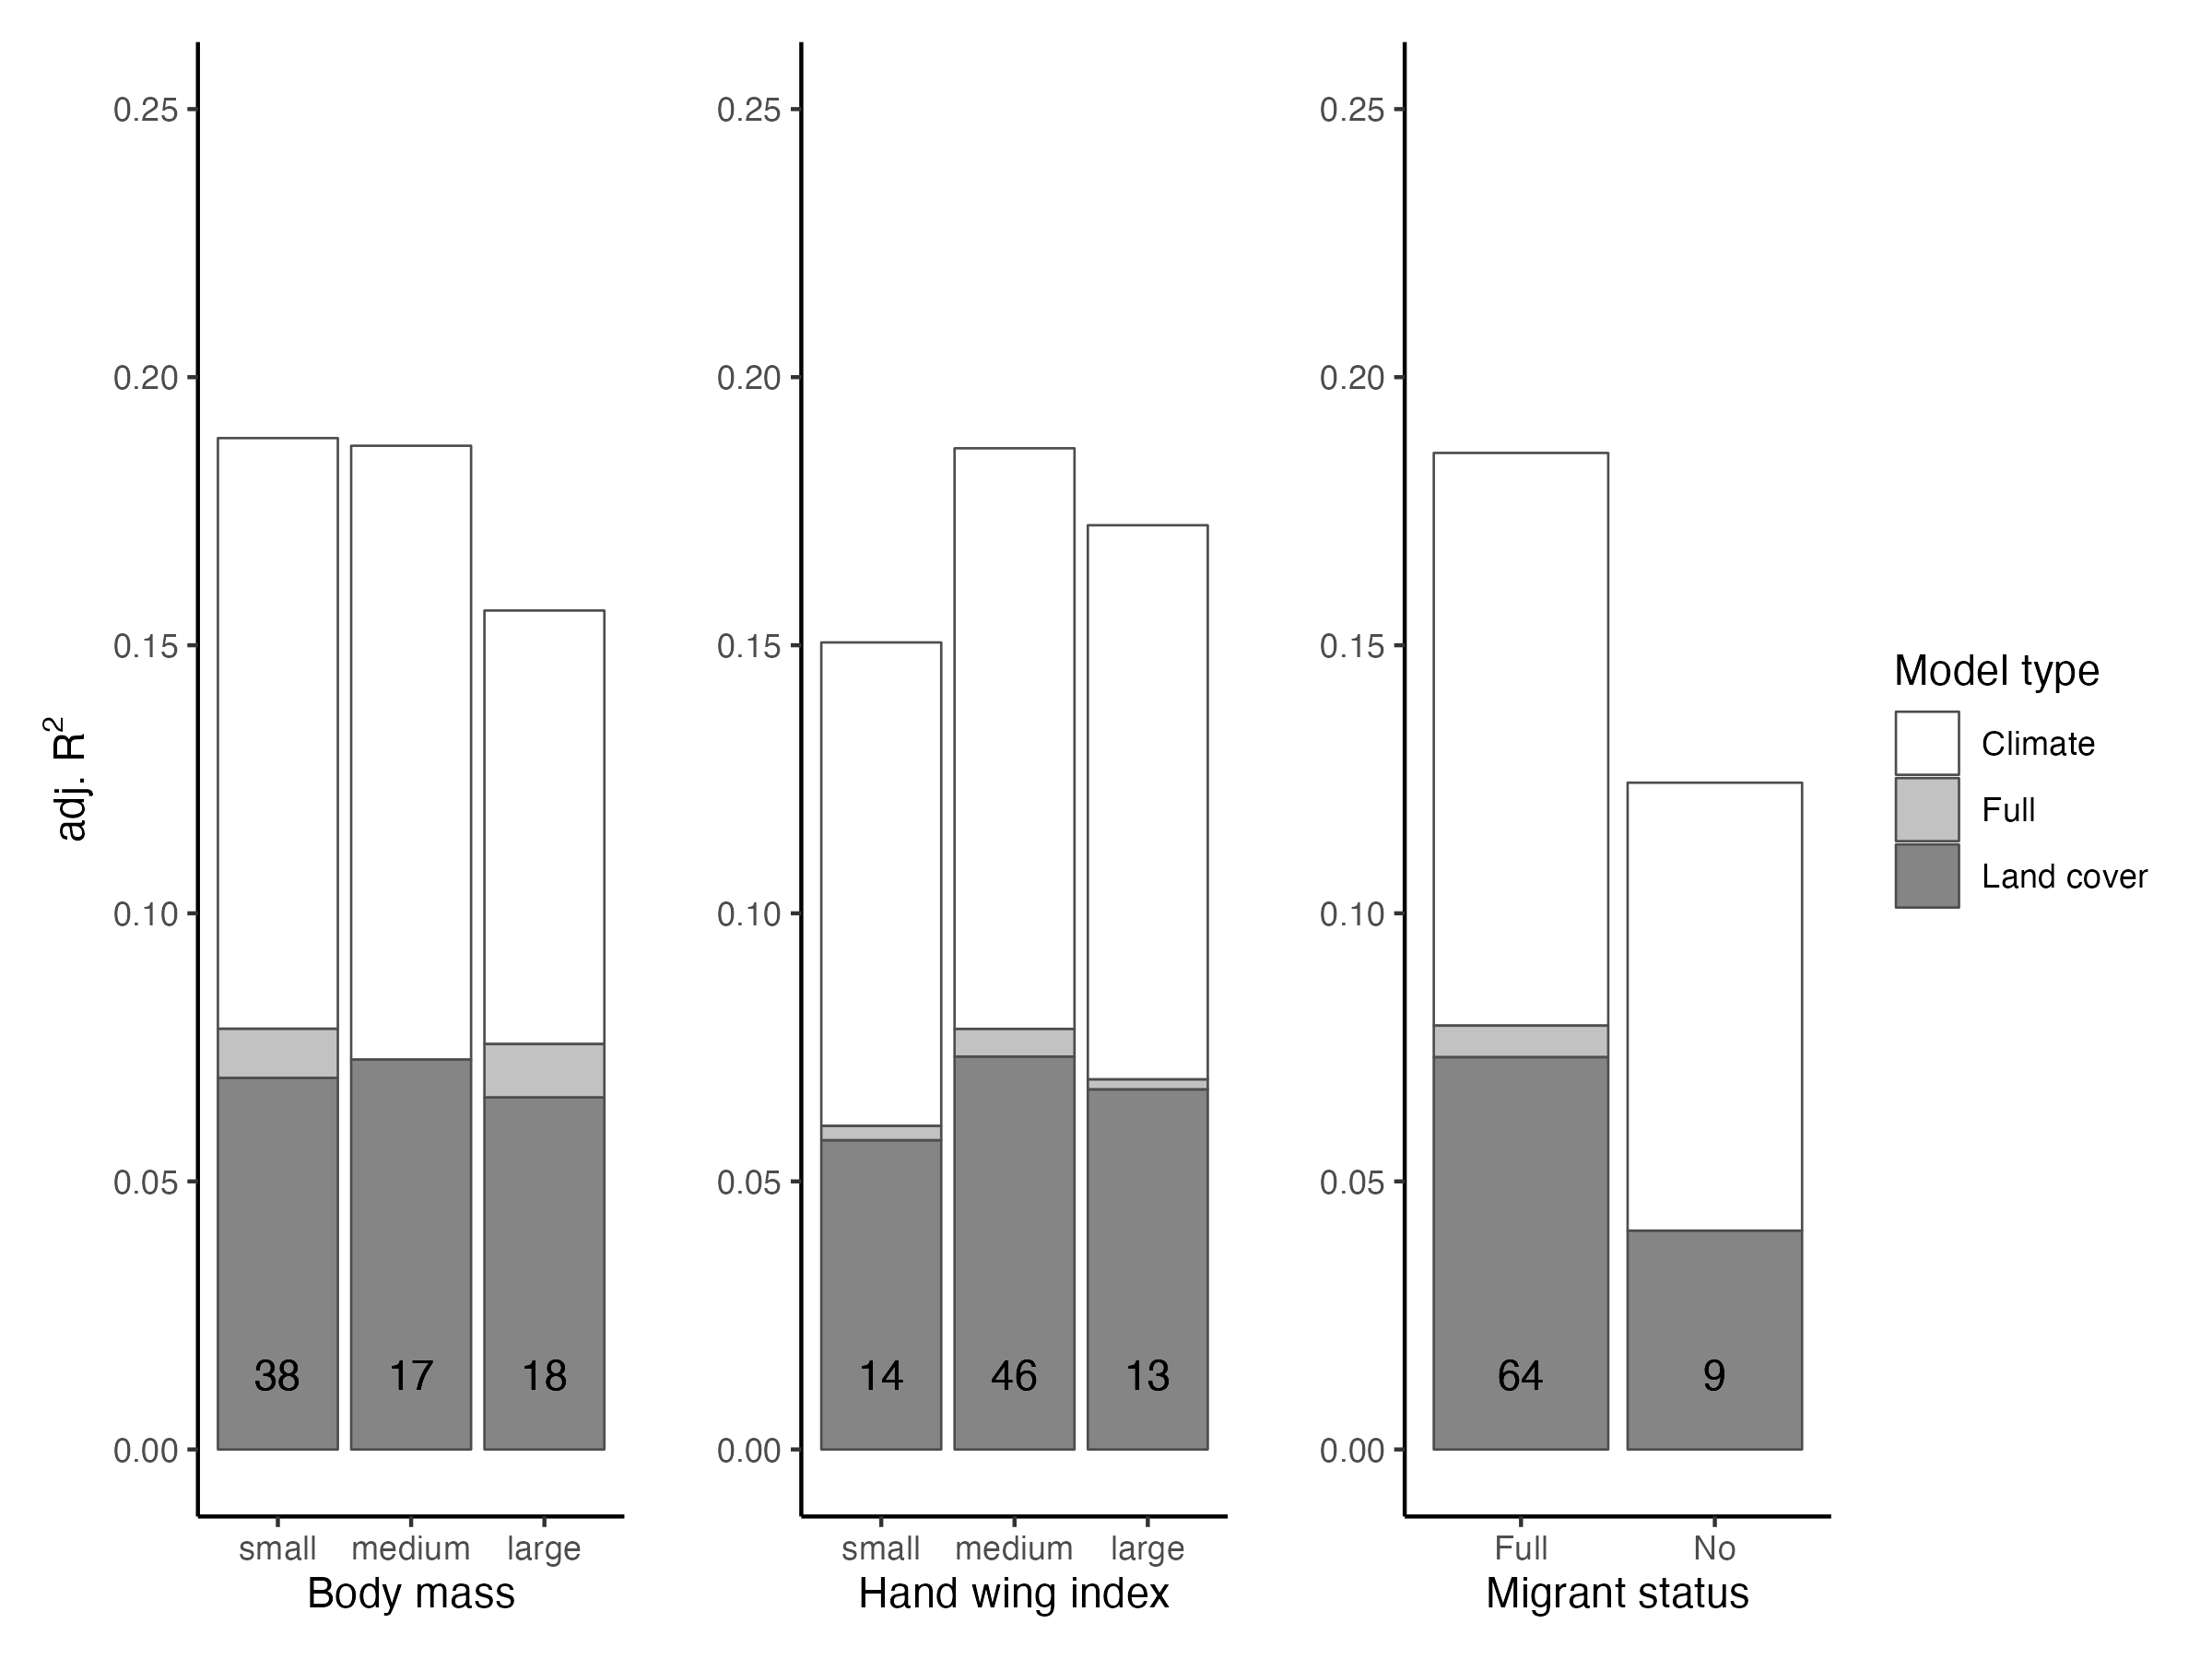 adj. R²
0.25
0.20
0.15
0.10
0.05
0.00
38 17 18
small medium large
Body mass
0.25
0.20
0.15
0.10
0.05
0.00
14 46 13
small medium large
Hand wing index
0.25
0.20
0.15
0.10
0.05
0.00
64 9
Full No
Migrant status
Model type
Climate
Full
Land cover